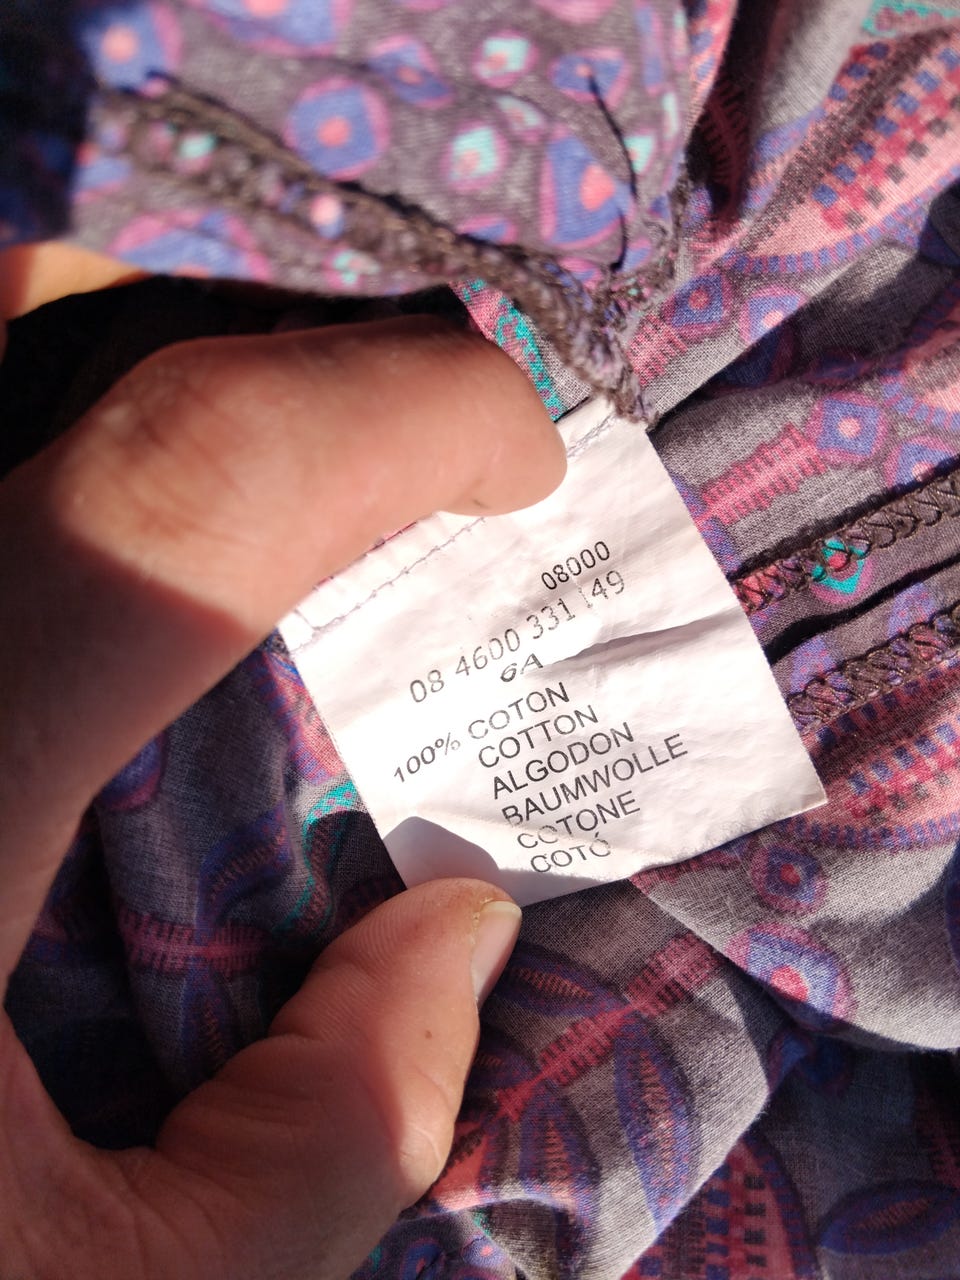 08000
08 4600 331 149
6A
100% COTON
COTTON
ALGODON
BAUMWOLLE
COTONE
COTÓ